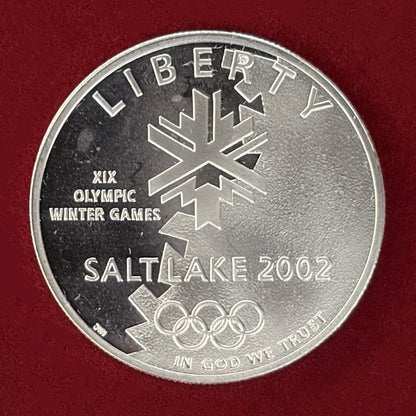 LIBERTY
XIX
OLYMPIC
WINTER GAMES
SALT LAKE 2002
IN GOD WE TRUST